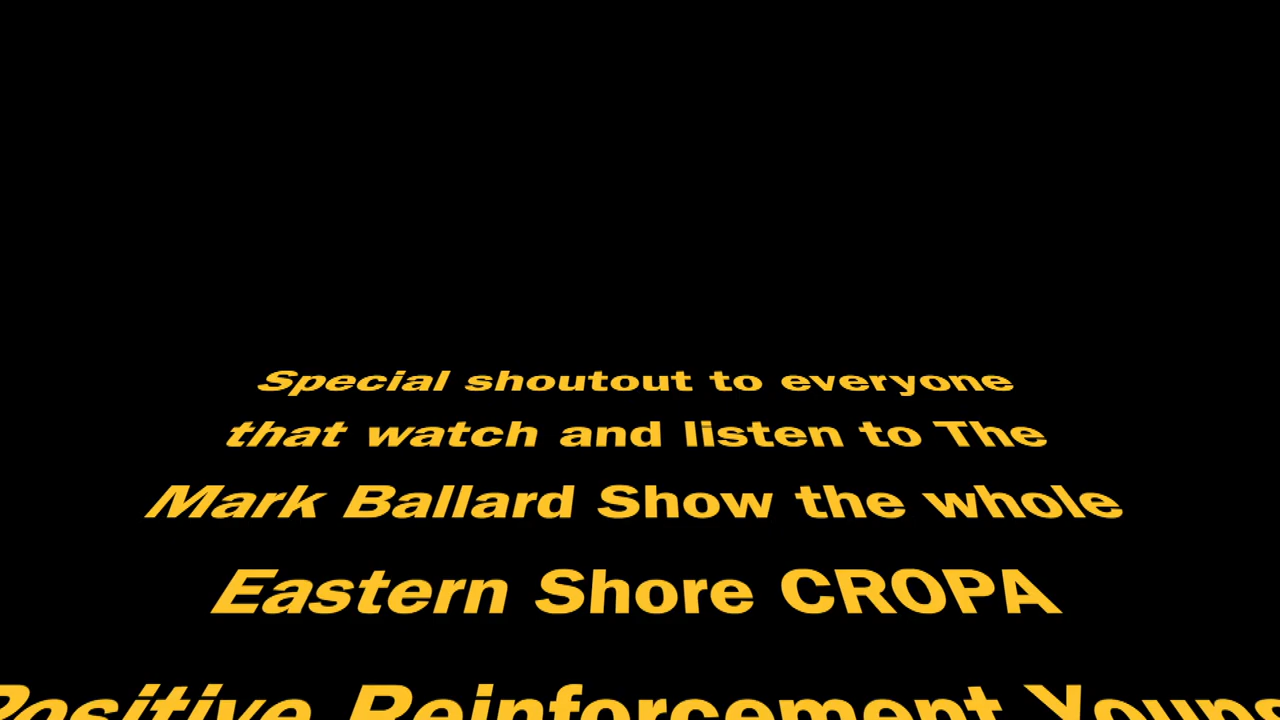 Special shoutout to everyone
that watch and listen to The
Mark Ballard Show the whole
Eastern Shore CROPA
Positive Reinforcement